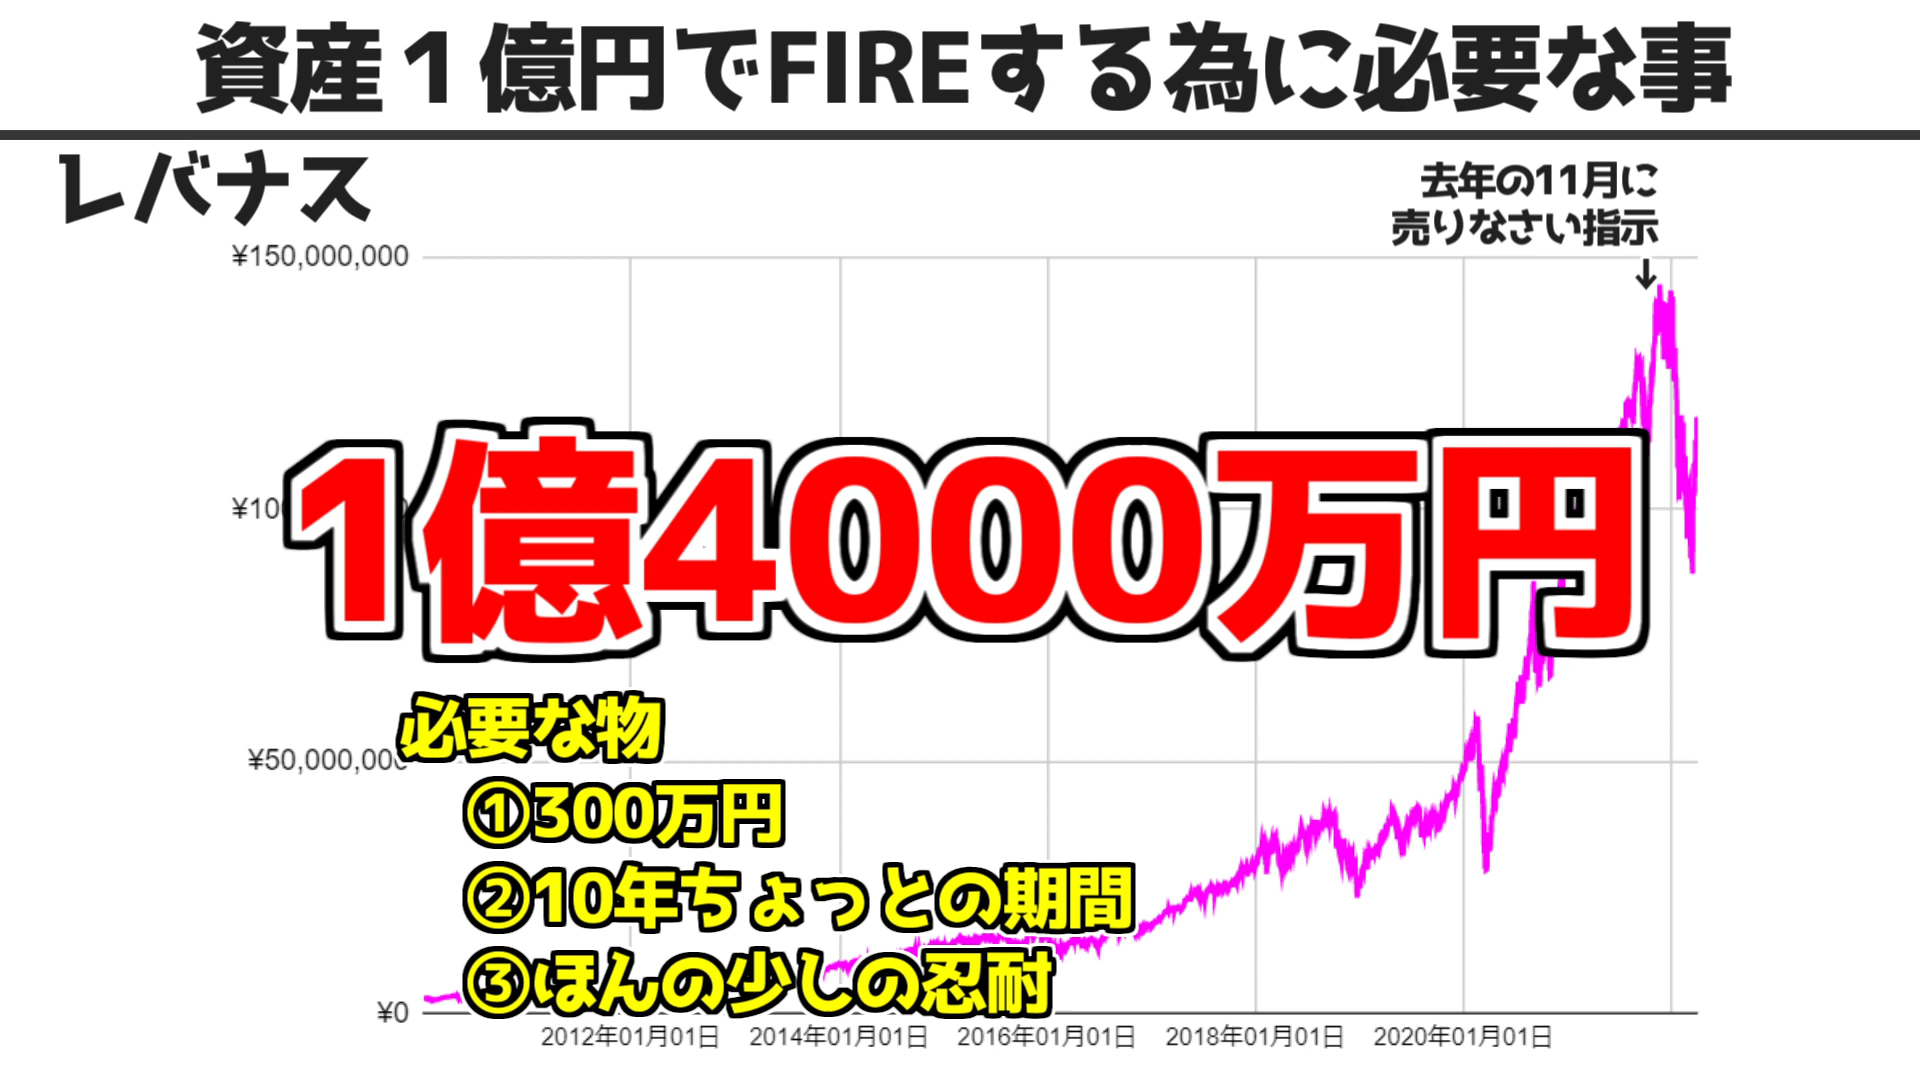 資産１億円でFIREする為に必要な事
レバナス
去年の11月に
売りなさい指示
↓
¥150,000,000
1億4000万円
¥50,000,000
必要な物
①300万円
②10年ちょっとの期間
③ほんの少しの忍耐
¥0
2012年01月01日 2014年01月01日 2016年01月01日 2018年01月01日 2020年01月01日